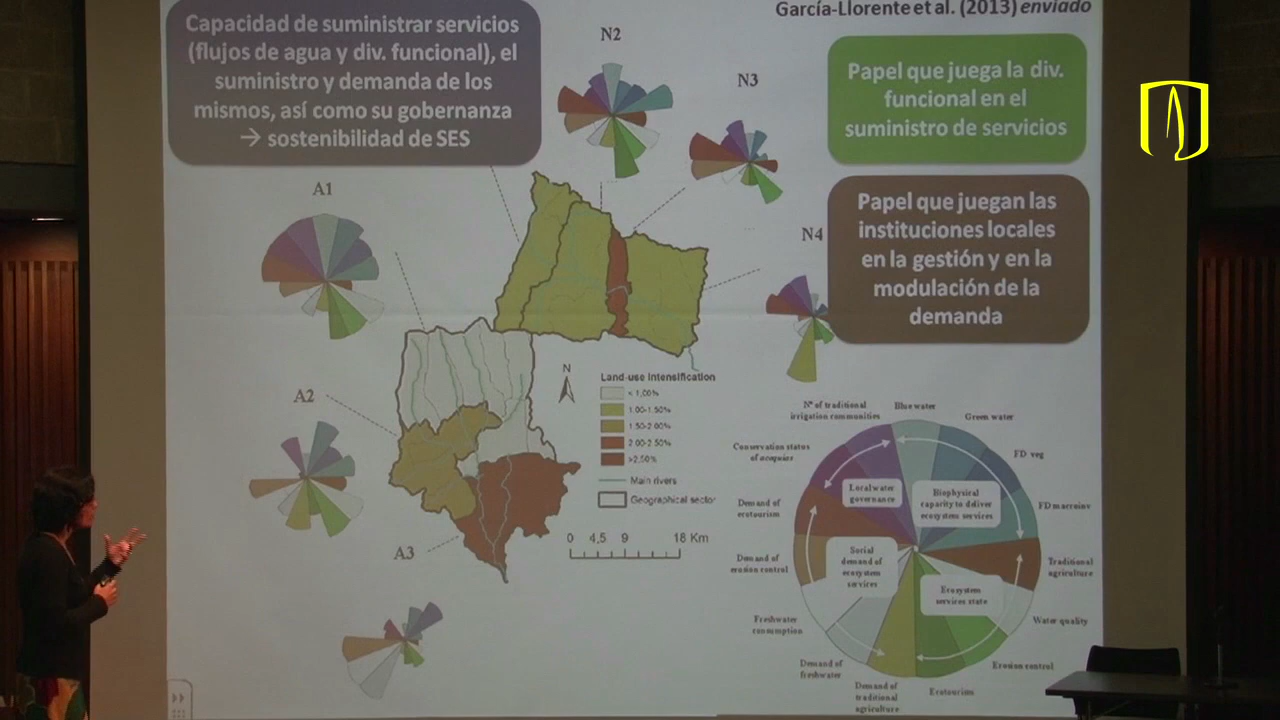 García-Llorente et al. (2013) enviado
Capacidad de suministrar servicios
(flujos de agua y div. funcional), el
suministro y demanda de los
mismos, así como su gobernanza
→ sostenibilidad de SES
N2
N3
Papel que juega la div.
funcional en el
suministro de servicios
A1
N4
Papel que juegan las
instituciones locales
en la gestión y en la
modulación de la
demanda
A2
A3
N
Land-use intensification
< 1,00%
1.00-1.50%
1.50-2.00%
2.00-2.50%
>2,50%
Main rivers
Geographical sector
0 4,5 9 18 Km
Nº of traditional
irrigation communities
Blue water
Green water
FD veg
FD macroinv
Traditional
agriculture
Water quality
Erosion control
Ecotourism
Demand of
traditional
agriculture
Demand of
freshwater
Freshwater
consumption
Demand of
erosion control
Demand of
ecotourism
Conservation status
of acequias
Local water
governance
Biophysical
capacity to deliver
ecosystem services
Social
demand of
ecosystem
services
Ecosystem
services state